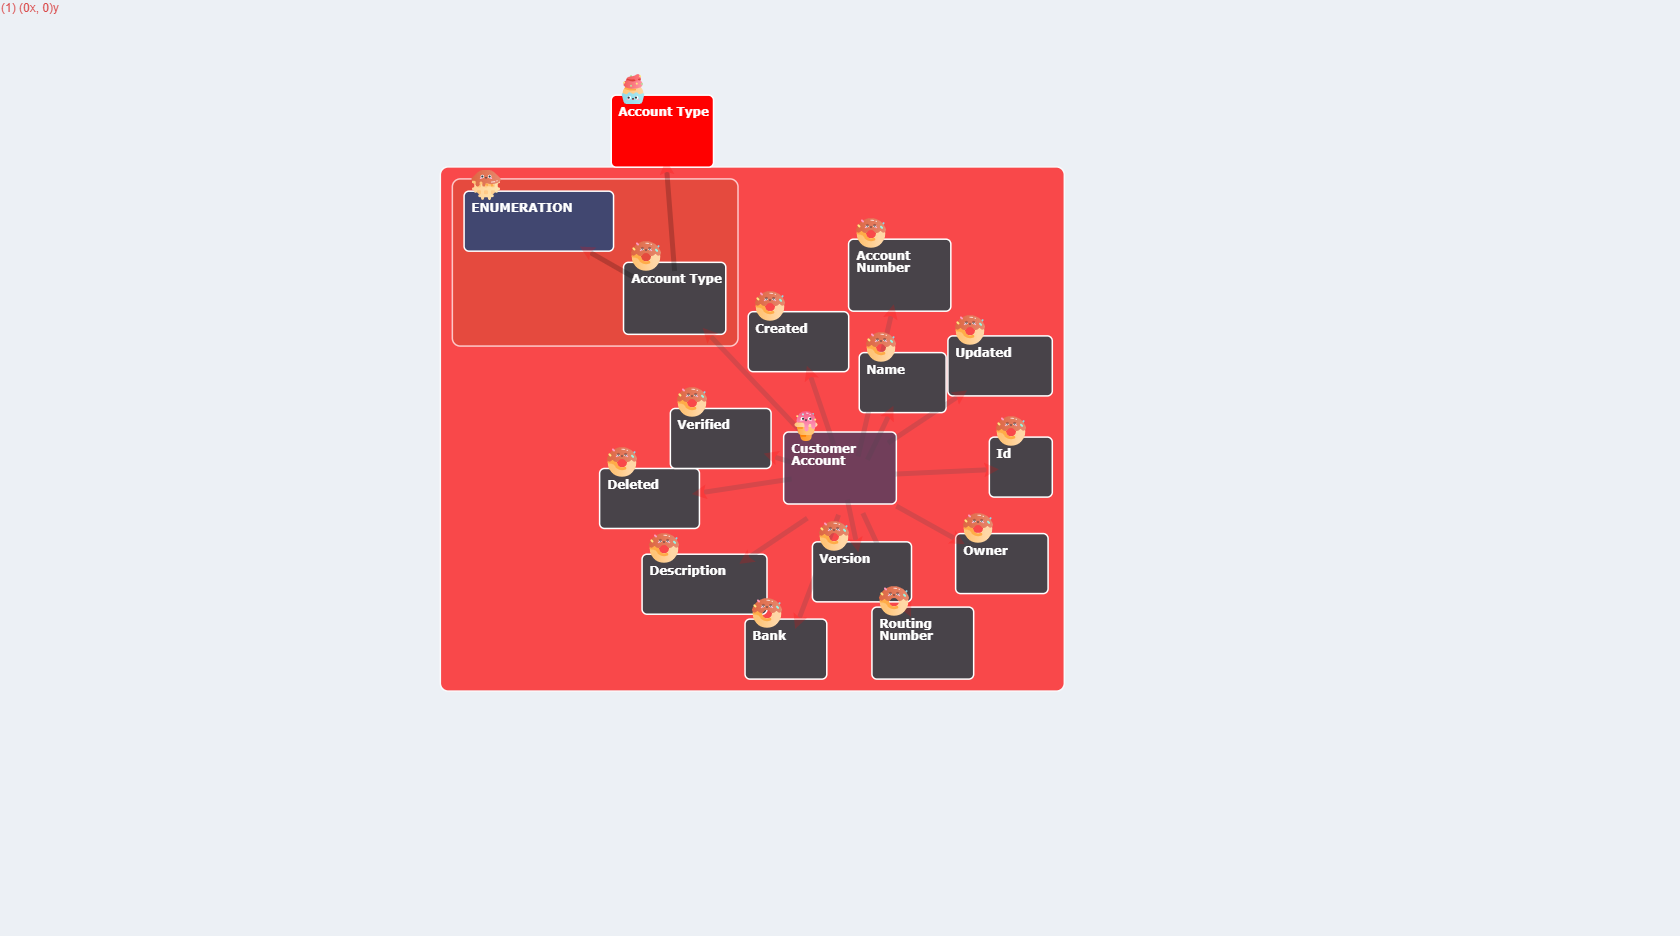 (1) (0x, 0)y
Account Type
ENUMERATION
Account Type
Account
Number
Created
Updated
Name
Verified
Customer
Account
Id
Deleted
Owner
Version
Description
Routing
Number
Bank